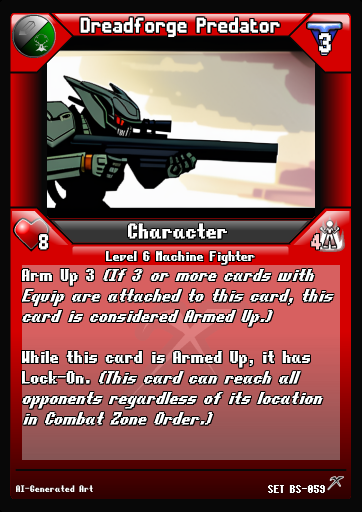 Dreadforge Predator
3
Character
8
4
Level 6 Machine Fighter
Arm Up 3 (If 3 or more cards with
Equip are attached to this card, this
card is considered Armed Up.)
While this card is Armed Up, it has
Lock-On. (This card can reach all
opponents regardless of its location
in Combat Zone Order.)
AI-Generated Art
SET BS-059